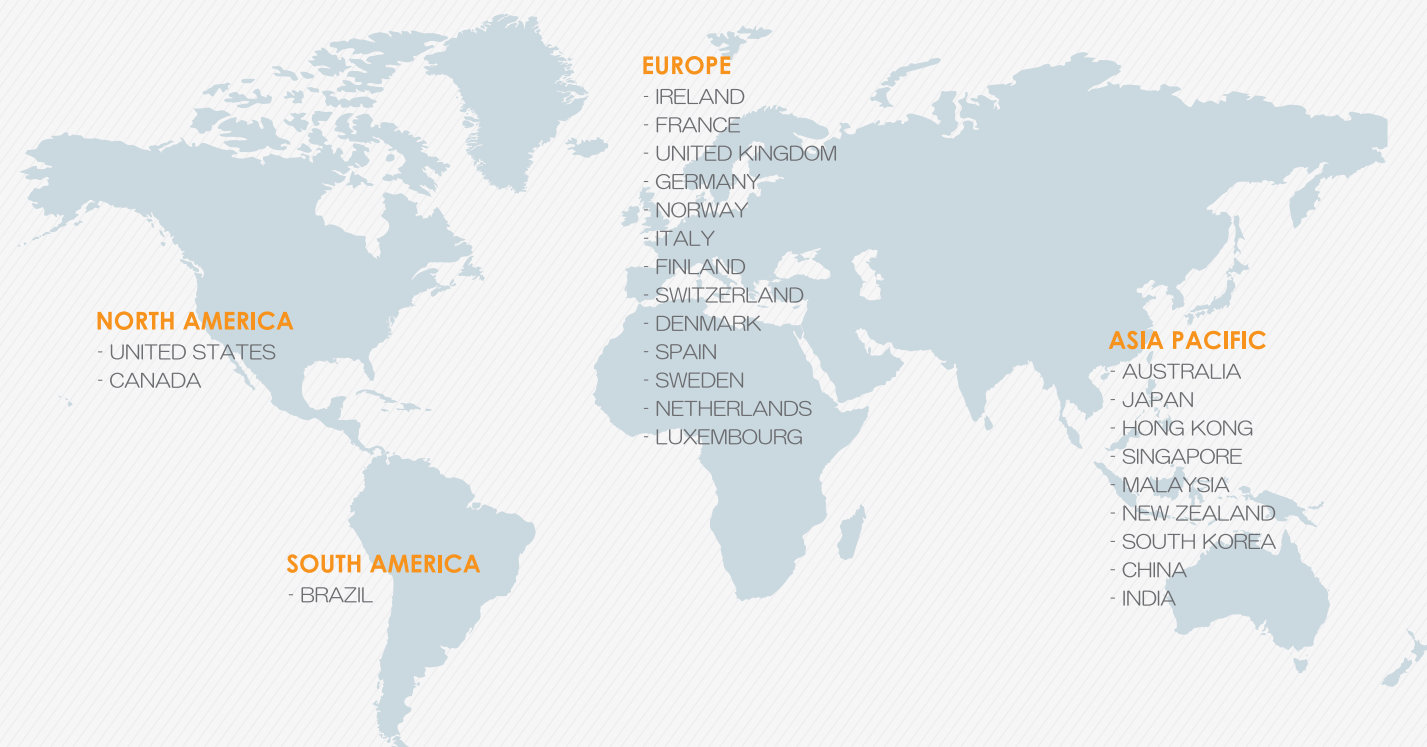 EUROPE
- IRELAND
- FRANCE
- UNITED KINGDOM
- GERMANY
- NORWAY
- ITALY
- FINLAND
- SWITZERLAND
- DENMARK
- SPAIN
- SWEDEN
- NETHERLANDS
- LUXEMBOURG
NORTH AMERICA
- UNITED STATES
- CANADA
ASIA PACIFIC
- AUSTRALIA
- JAPAN
- HONG KONG
- SINGAPORE
- MALAYSIA
- NEW ZEALAND
- SOUTH KOREA
- CHINA
- INDIA
SOUTH AMERICA
- BRAZIL